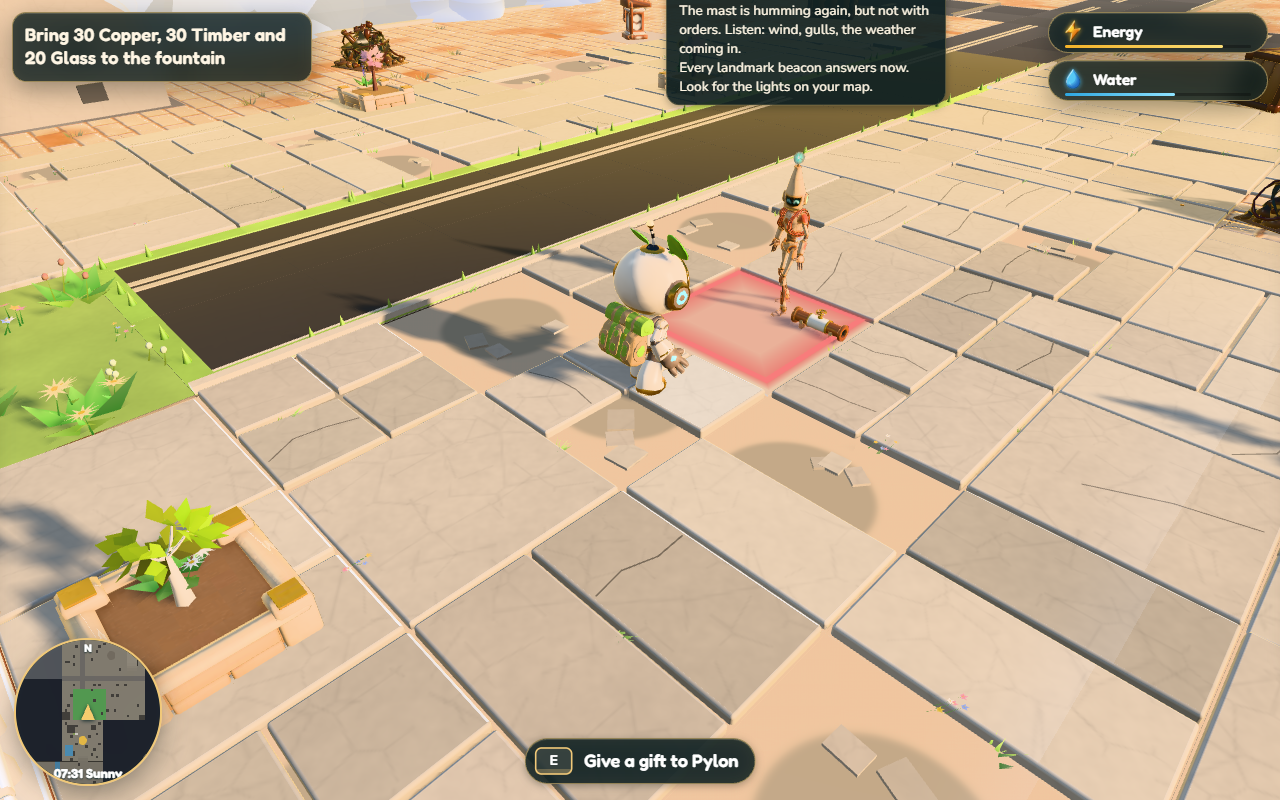 Bring 30 Copper, 30 Timber and
20 Glass to the fountain
The mast is humming again, but not with
orders. Listen: wind, gulls, the weather
coming in.
Every landmark beacon answers now.
Look for the lights on your map.
Energy
Water
N
07:31 Sunny
E Give a gift to Pylon